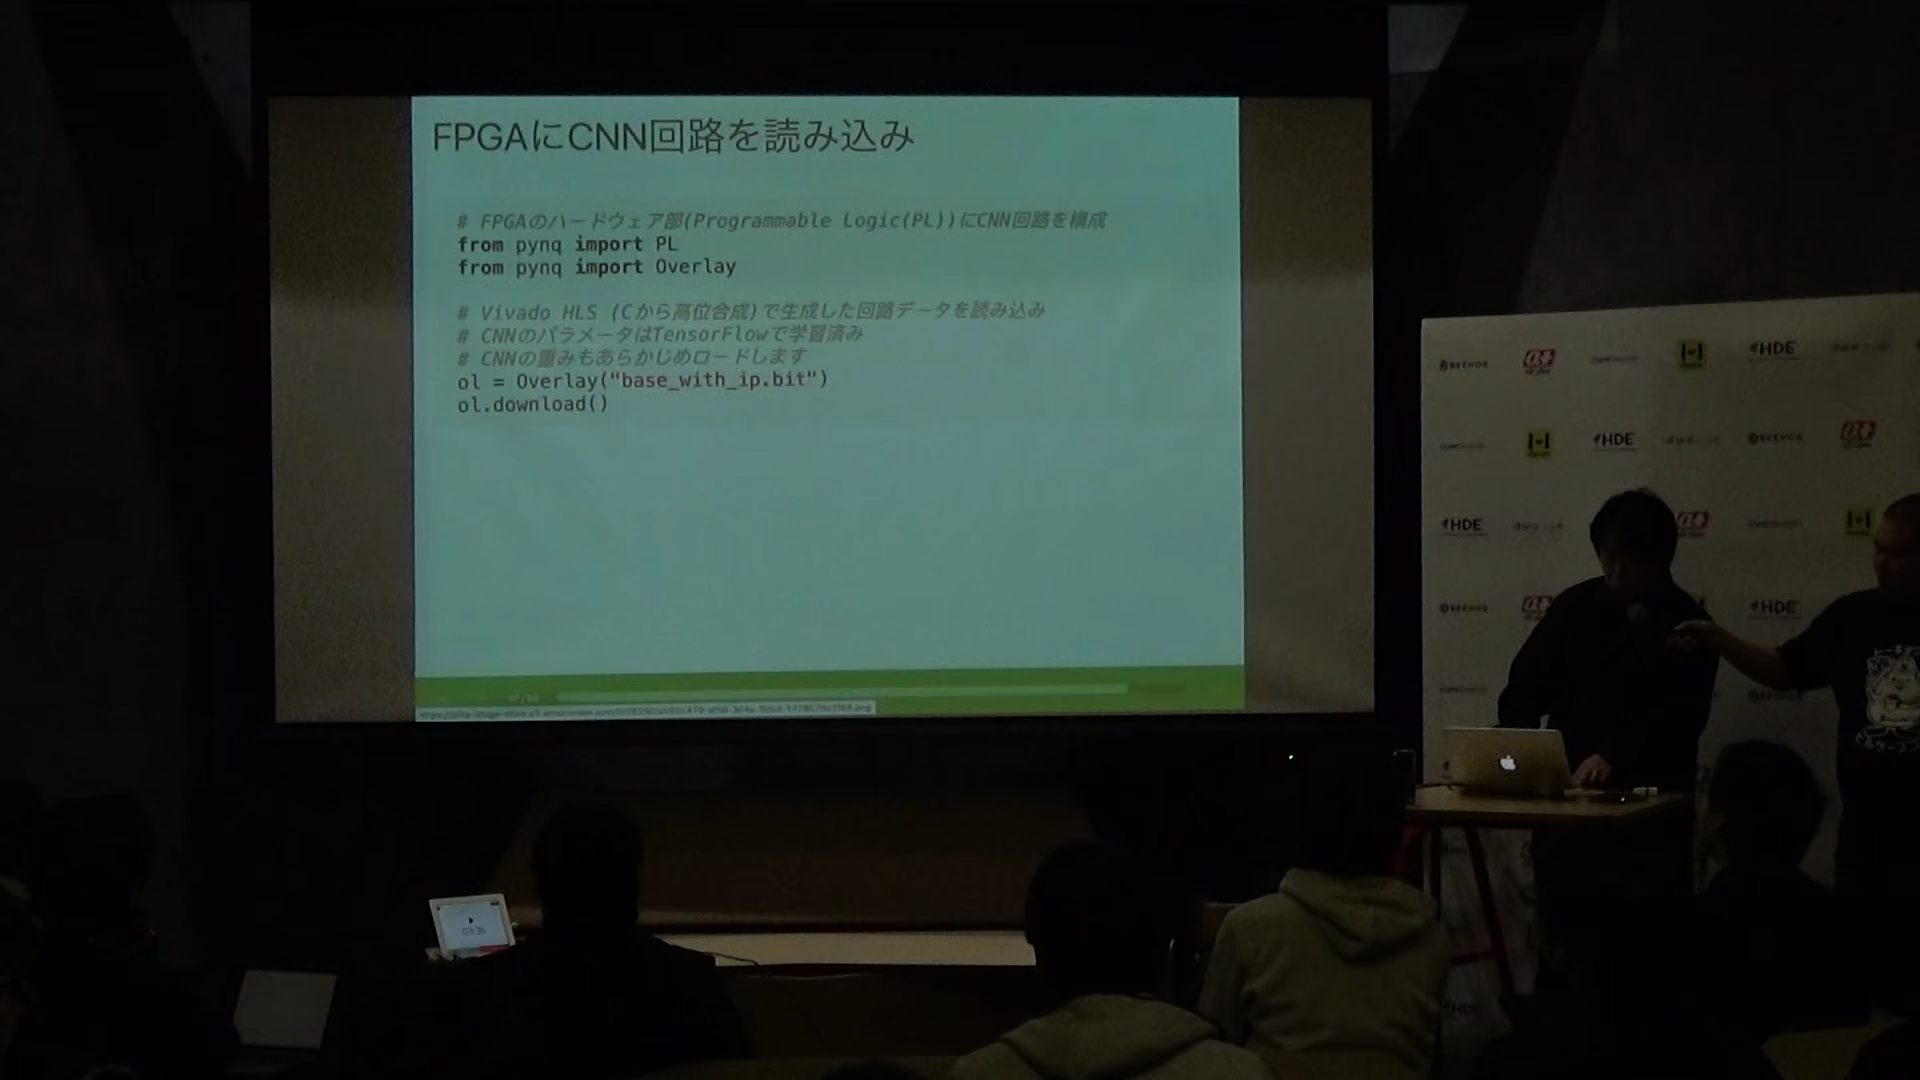 FPGAにCNN回路を読み込み
# FPGAのハードウェア部(Programmable Logic(PL))にCNN回路を構成
from pynq import PL
from pynq import Overlay
# Vivado HLS (Cから高位合成)で生成した回路データを読み込み
# CNNのパラメータはTensorFlowで学習済み
# CNNの重みもあらかじめロードします
ol = Overlay("base_with_ip.bit")
ol.download()
BEENOS
HDE
HDE
BEENOS
HDE
BEENOS
HDE